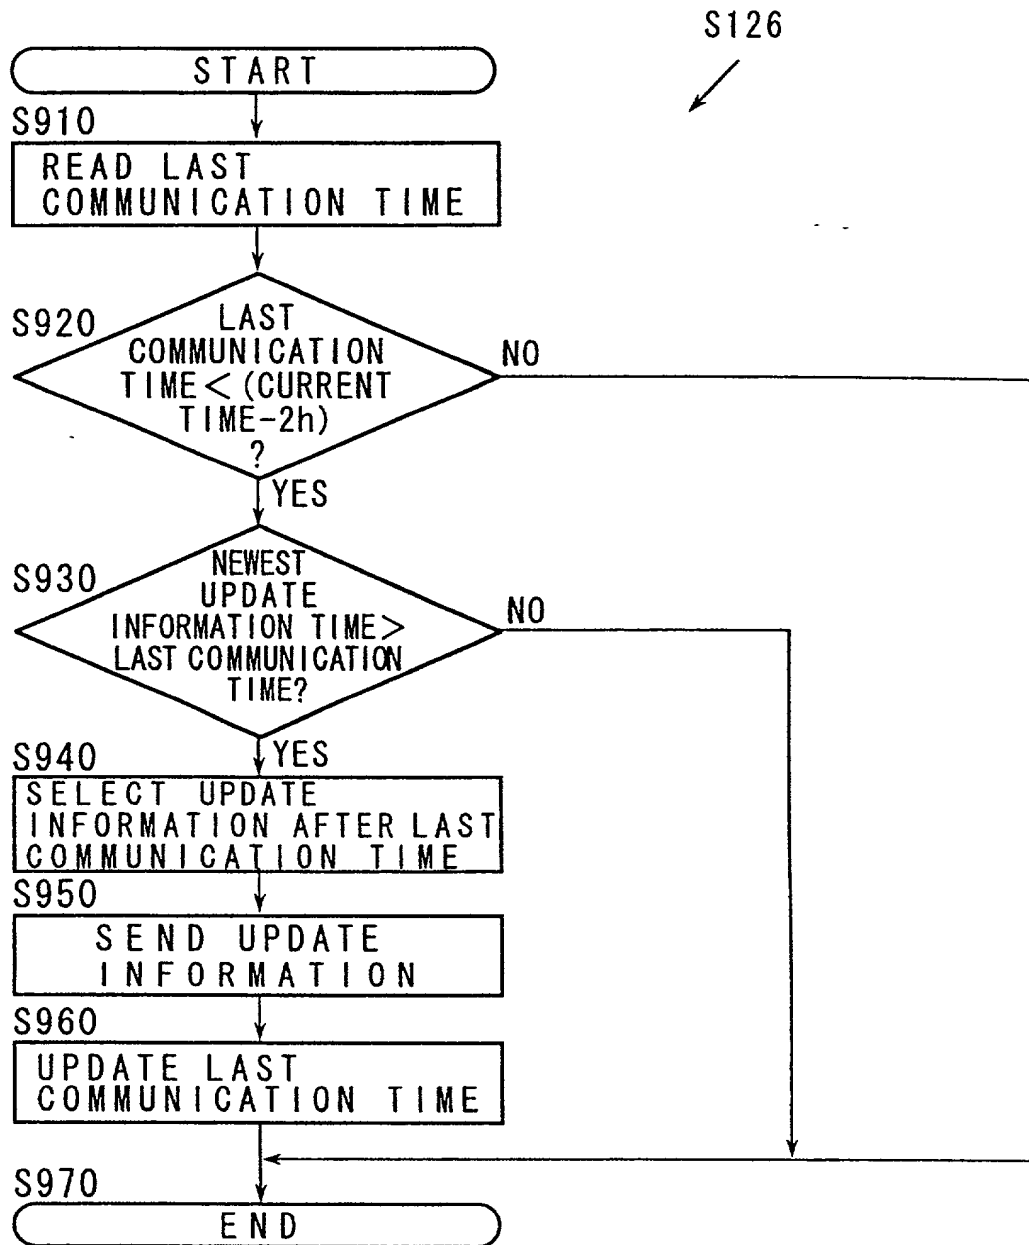 S126
START
S910
READ LAST
COMMUNICATION TIME
S920
LAST
COMMUNICATION
TIME<(CURRENT
TIME-2h)
?
NO
YES
S930
NEWEST
UPDATE
INFORMATION TIME>
LAST COMMUNICATION
TIME?
NO
YES
S940
SELECT UPDATE
INFORMATION AFTER LAST
COMMUNICATION TIME
S950
SEND UPDATE
INFORMATION
S960
UPDATE LAST
COMMUNICATION TIME
S970
END